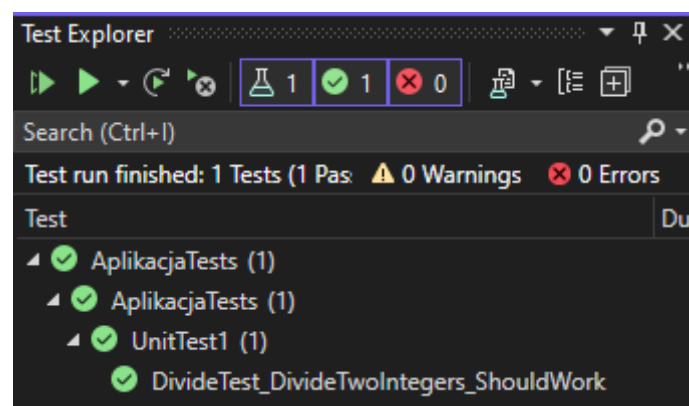 Test Explorer
1 1 0
Search (Ctrl+I)
Test run finished: 1 Tests (1 Pas 0 Warnings 0 Errors
Test Du
AplikacjaTests (1)
AplikacjaTests (1)
UnitTest1 (1)
DivideTest_DivideTwoIntegers_ShouldWork